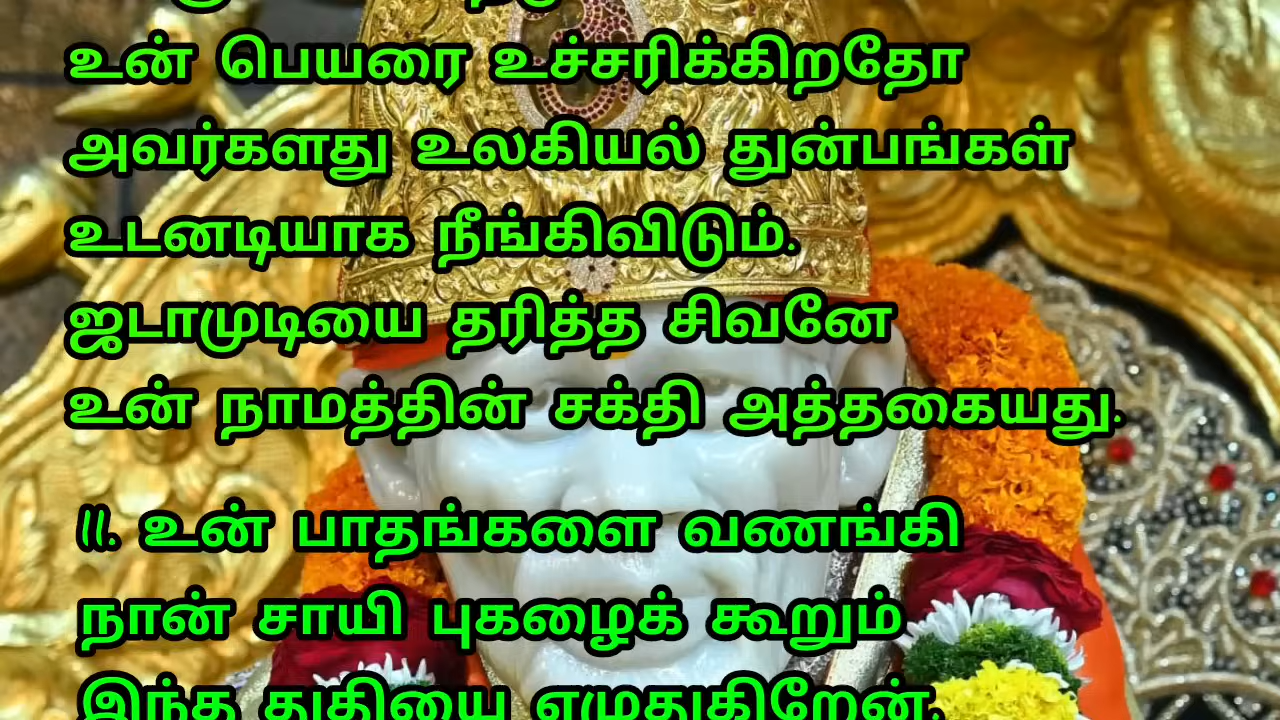 உன் பெயரை உச்சரிக்கிறதோ
அவர்களது உலகியல் துன்பங்கள்
உடனடியாக நீங்கிவிடும்.
ஜடாமுடியை தரித்த சிவனே
உன் நாமத்தின் சக்தி அத்தகையது.
11. உன் பாதங்களை வணங்கி
நான் சாயி புகழைக் கூறும்
இந்த துதியை எழுதுகிறேன்.